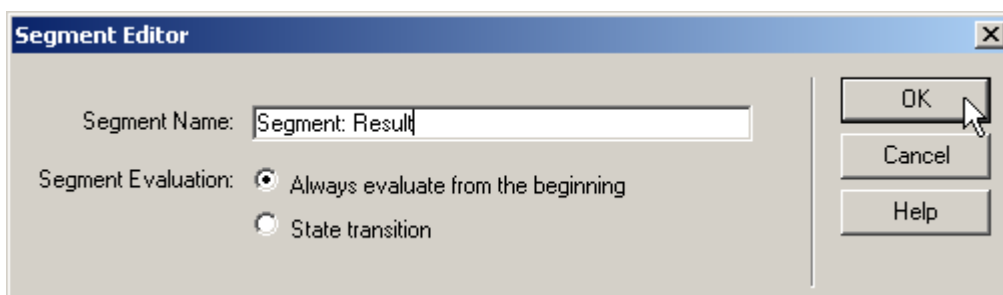 Segment Editor
Segment Name: Segment: Result
Segment Evaluation: Always evaluate from the beginning
State transition
OK
Cancel
Help